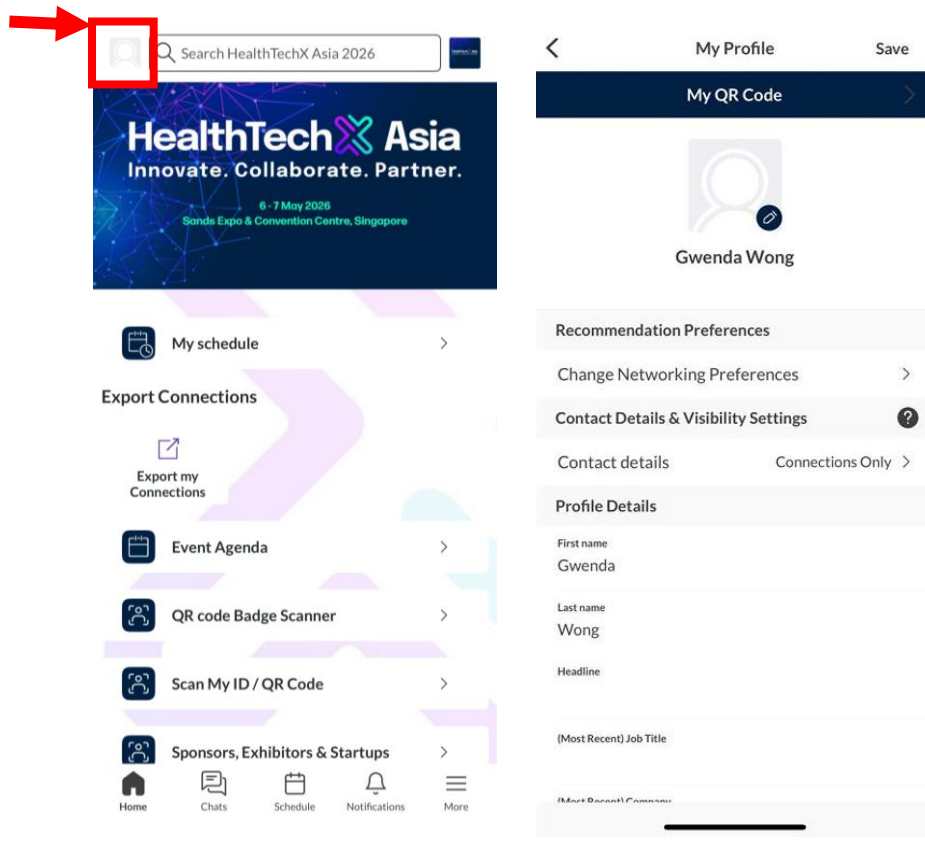 Search HealthTechX Asia 2026
HealthTechX Asia
Innovate. Collaborate. Partner.
6 - 7 May 2026
Sands Expo & Convention Centre, Singapore
My schedule
Export Connections
Export my
Connections
Event Agenda
QR code Badge Scanner
Scan My ID / QR Code
Sponsors, Exhibitors & Startups
Home
Chats
Schedule
Notifications
More
My Profile
Save
My QR Code
Gwenda Wong
Recommendation Preferences
Change Networking Preferences
Contact Details & Visibility Settings
?
Contact details
Connections Only
Profile Details
First name
Gwenda
Last name
Wong
Headline
(Most Recent) Job Title
(Most Recent) Company